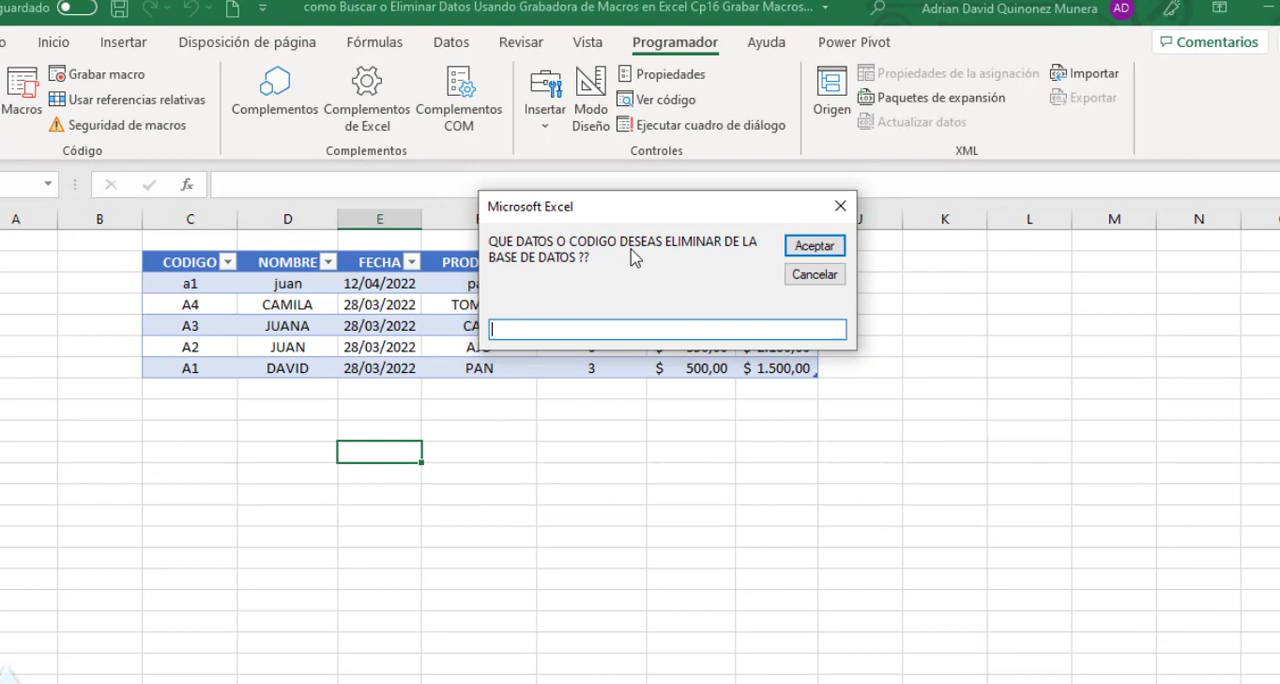 guardado como Buscar o Eliminar Datos Usando Grabadora de Macros en Excel Cp16 Grabar Macros... Adrian David Quinonez Munera AD
Inicio Insertar Disposición de página Fórmulas Datos Revisar Vista Programador Ayuda Power Pivot Comentarios
Macros
Grabar macro
Usar referencias relativas
Seguridad de macros
Código
Complementos
Complementos de Excel
Complementos COM
Complementos
Insertar
Modo Diseño
Propiedades
Ver código
Ejecutar cuadro de diálogo
Controles
Origen
Propiedades de la asignación
Paquetes de expansión
Actualizar datos
Importar
Exportar
XML
fx
A B C D E J K L M N
Microsoft Excel
QUE DATOS O CODIGO DESEAS ELIMINAR DE LA
BASE DE DATOS ??
Aceptar
Cancelar
CODIGO NOMBRE FECHA PROD
a1 juan 12/04/2022
A4 CAMILA 28/03/2022 TOM
A3 JUANA 28/03/2022 CA
A2 JUAN 28/03/2022
A1 DAVID 28/03/2022 PAN 3 $ 500,00 $ 1.500,00